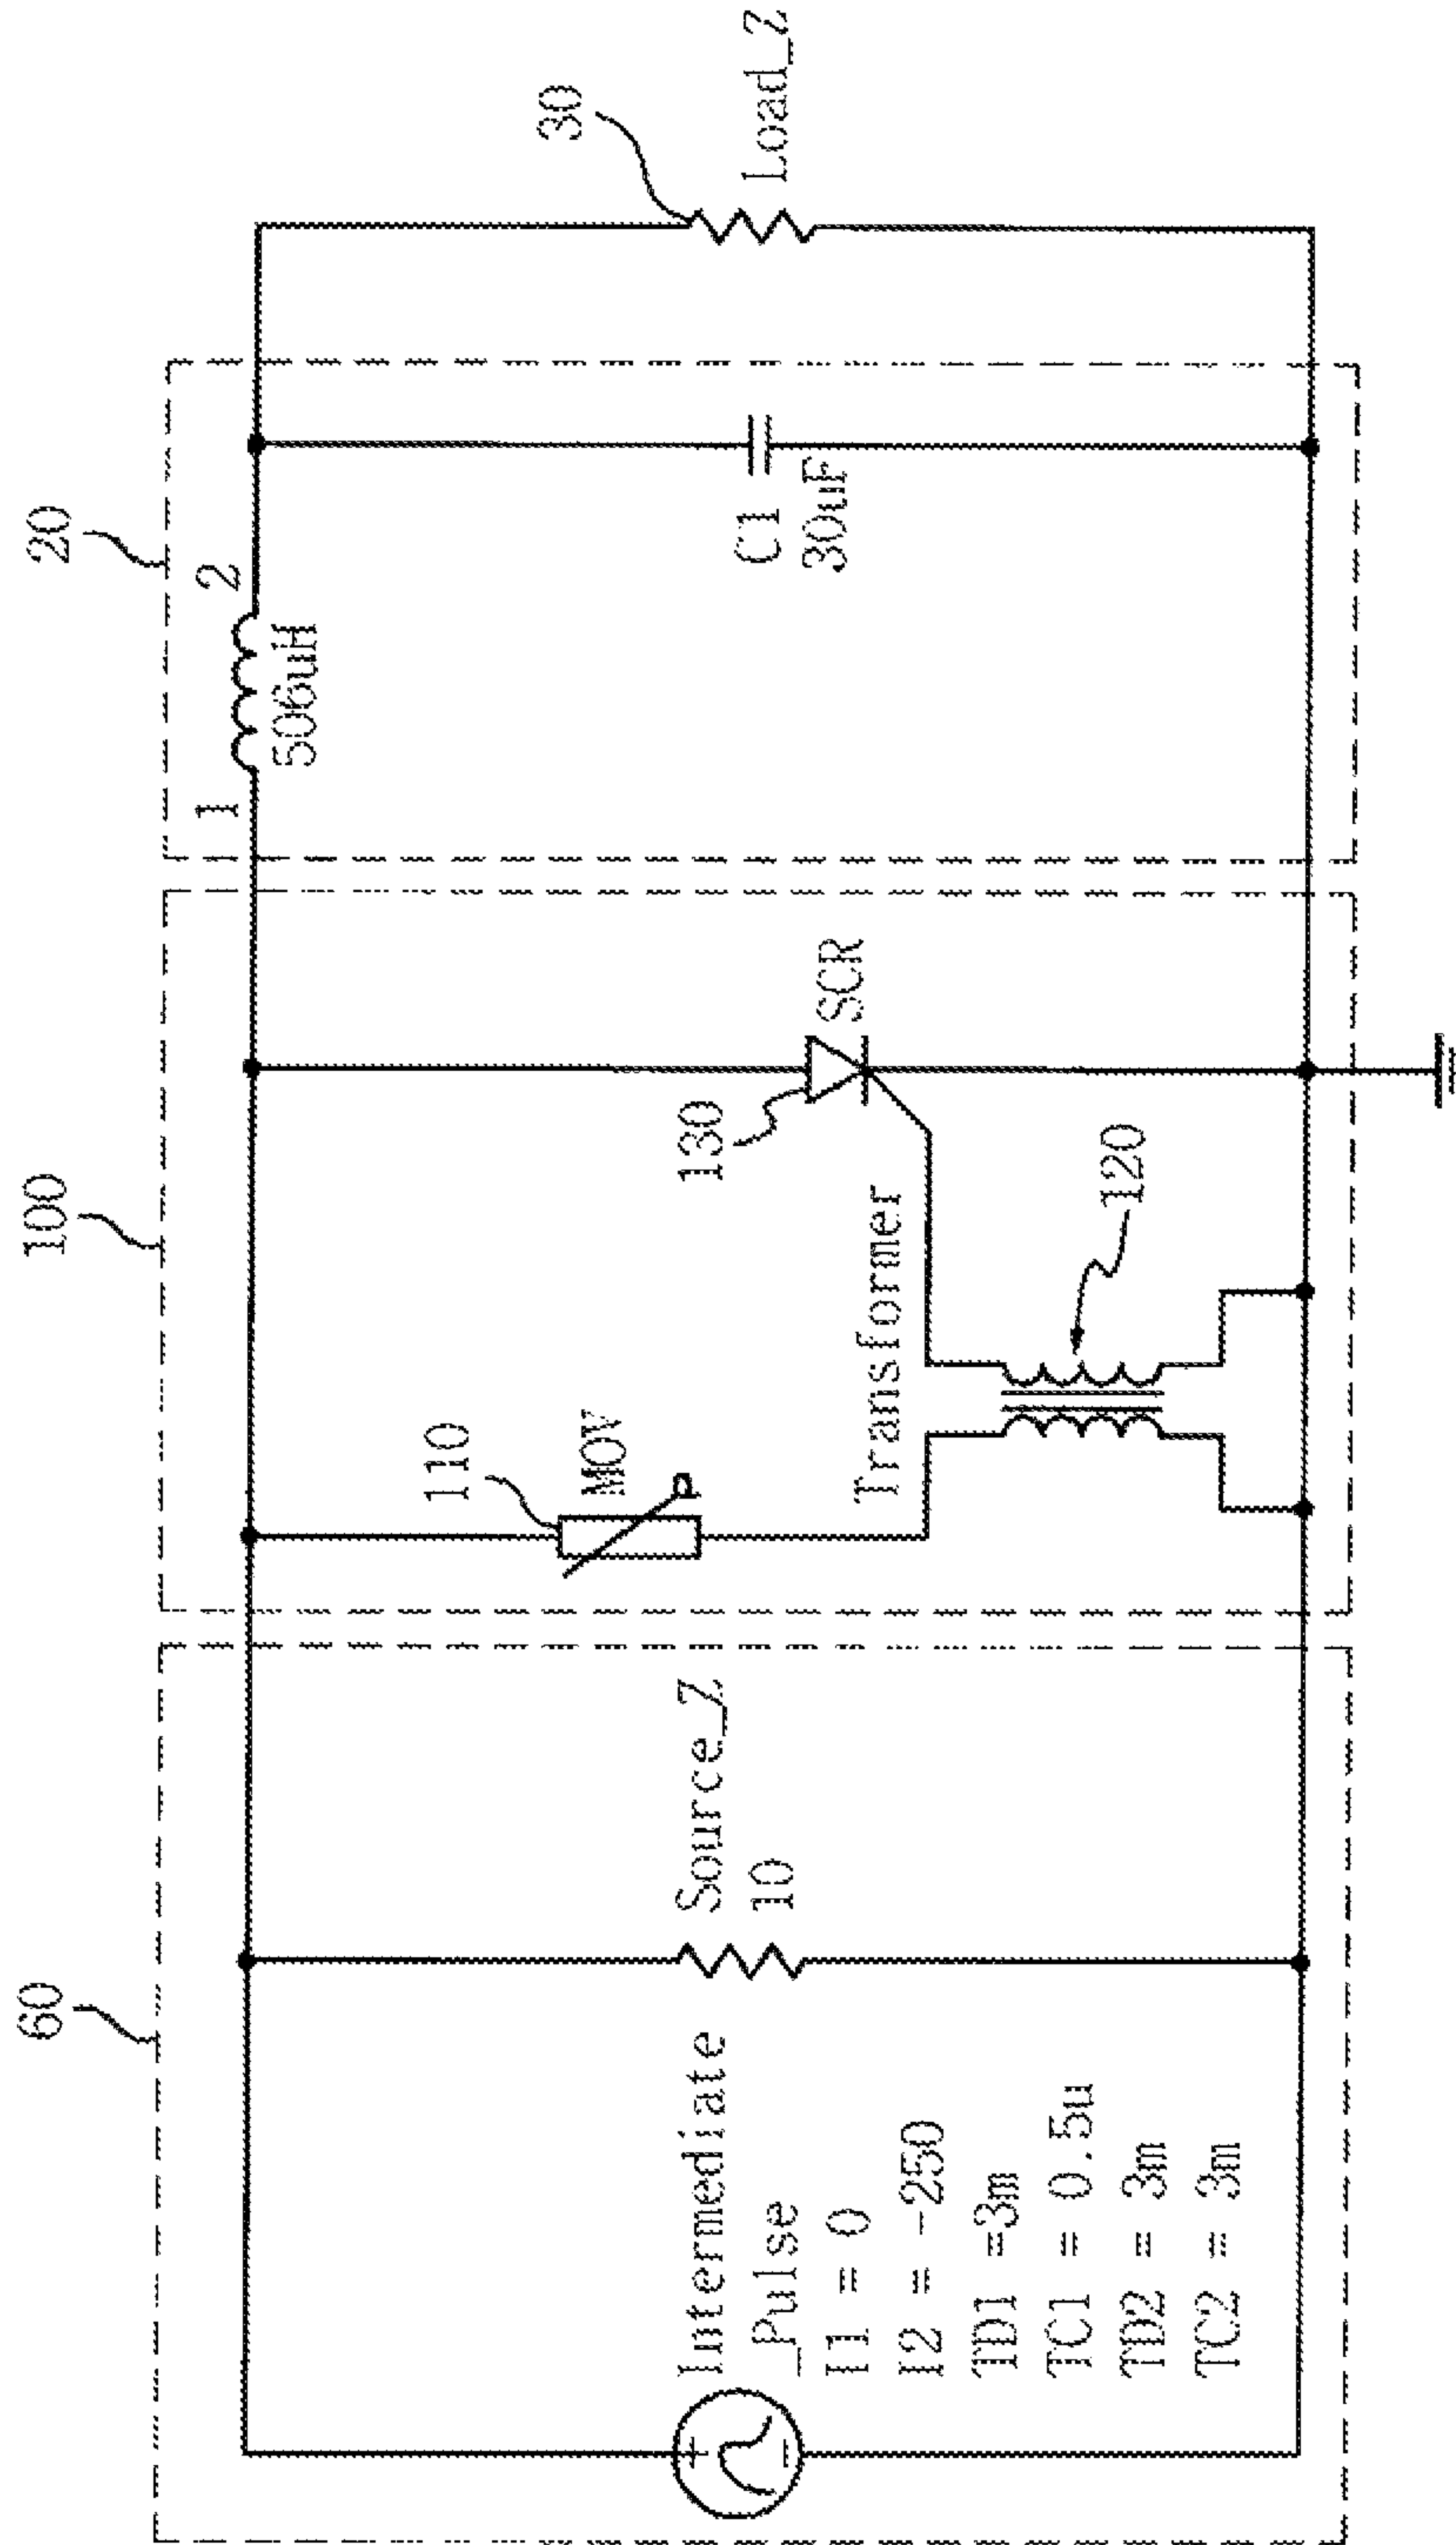 60
100
20
30
Intermediate
_Pulse
I1 = 0
I2 = -250
TD1 =3m
TC1 = 0.5u
TD2 = 3m
TC2 = 3m
Source_Z
10
110
MOV
Transformer
120
130
SCR
1
2
506uH
C1
30uF
Load_Z